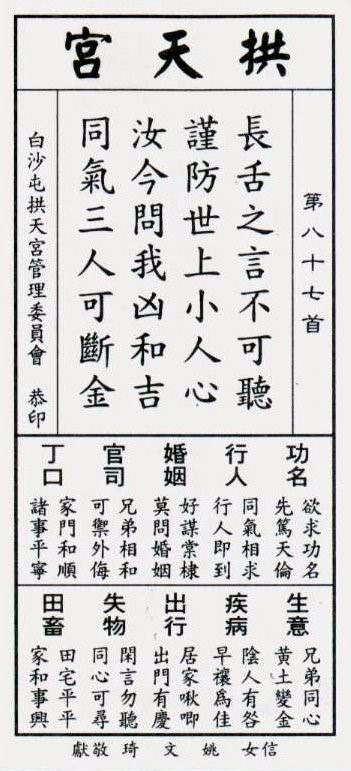 拱天宮
第八十七首
長舌之言不可聽
謹防世上小人心
汝今問我凶和吉
同氣三人可斷金
白沙屯拱天宮管理委員會 恭印
功名
欲求功名
先篤天倫
行人
同氣相求
行人即到
婚姻
好謀棠棣
莫問婚姻
官司
兄弟相和
可禦外侮
丁口
家門和順
諸事平寧
生意
兄弟同心
黃土變金
疾病
陰人有咎
早禳爲佳
出行
居家啾唧
出門有慶
失物
閑言勿聽
同心可尋
田畜
田宅平平
家和事興
信女 姚文琦 敬獻